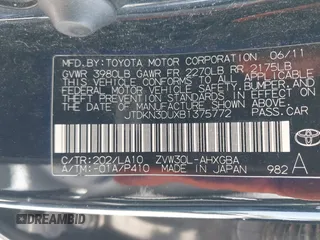 MFD.BY: TOYOTA MOTOR CORPORATION 06/11
GVWR 3980LB GAWR FR 2270LB RR 2175LB
THIS VEHICLE CONFORMS TO ALL APPLICABLE
FEDERAL MOTOR VEHICLE SAFETY, BUMPER, AND
THEFT PREVENTION STANDARDS IN EFFECT ON
THE DATE OF MANUFACTURE SHOWN ABOVE.
JTDKN3DUXB1375772
C/TR:202/LA10 ZVW30L-AHXGBA
A/TM:-01A/P410 MADE IN JAPAN 982 A
DREAMBID